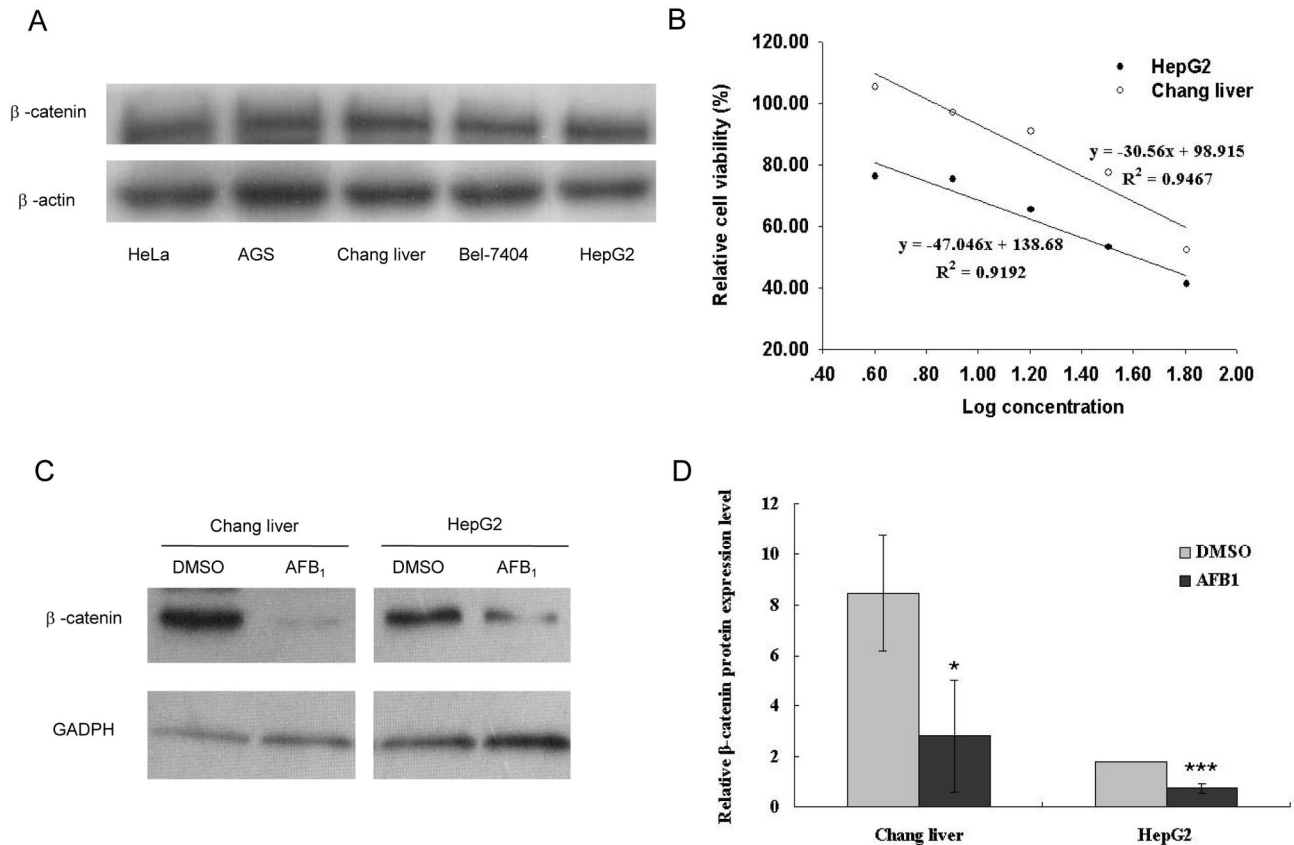 A
β -catenin
β -actin
HeLa AGS Chang liver Bel-7404 HepG2
B
Relative cell viability (%)
120.00
100.00
80.00
60.00
40.00
20.00
.40 .60 .80 1.00 1.20 1.40 1.60 1.80 2.00
Log concentration
HepG2
Chang liver
y = -30.56x + 98.915
R² = 0.9467
y = -47.046x + 138.68
R² = 0.9192
C
Chang liver HepG2
DMSO AFB₁ DMSO AFB₁
β -catenin
GADPH
D
Relative β-catenin protein expression level
12
10
8
6
4
2
0
DMSO
AFB1
*
***
Chang liver HepG2